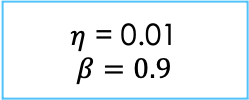 η = 0.01
β = 0.9